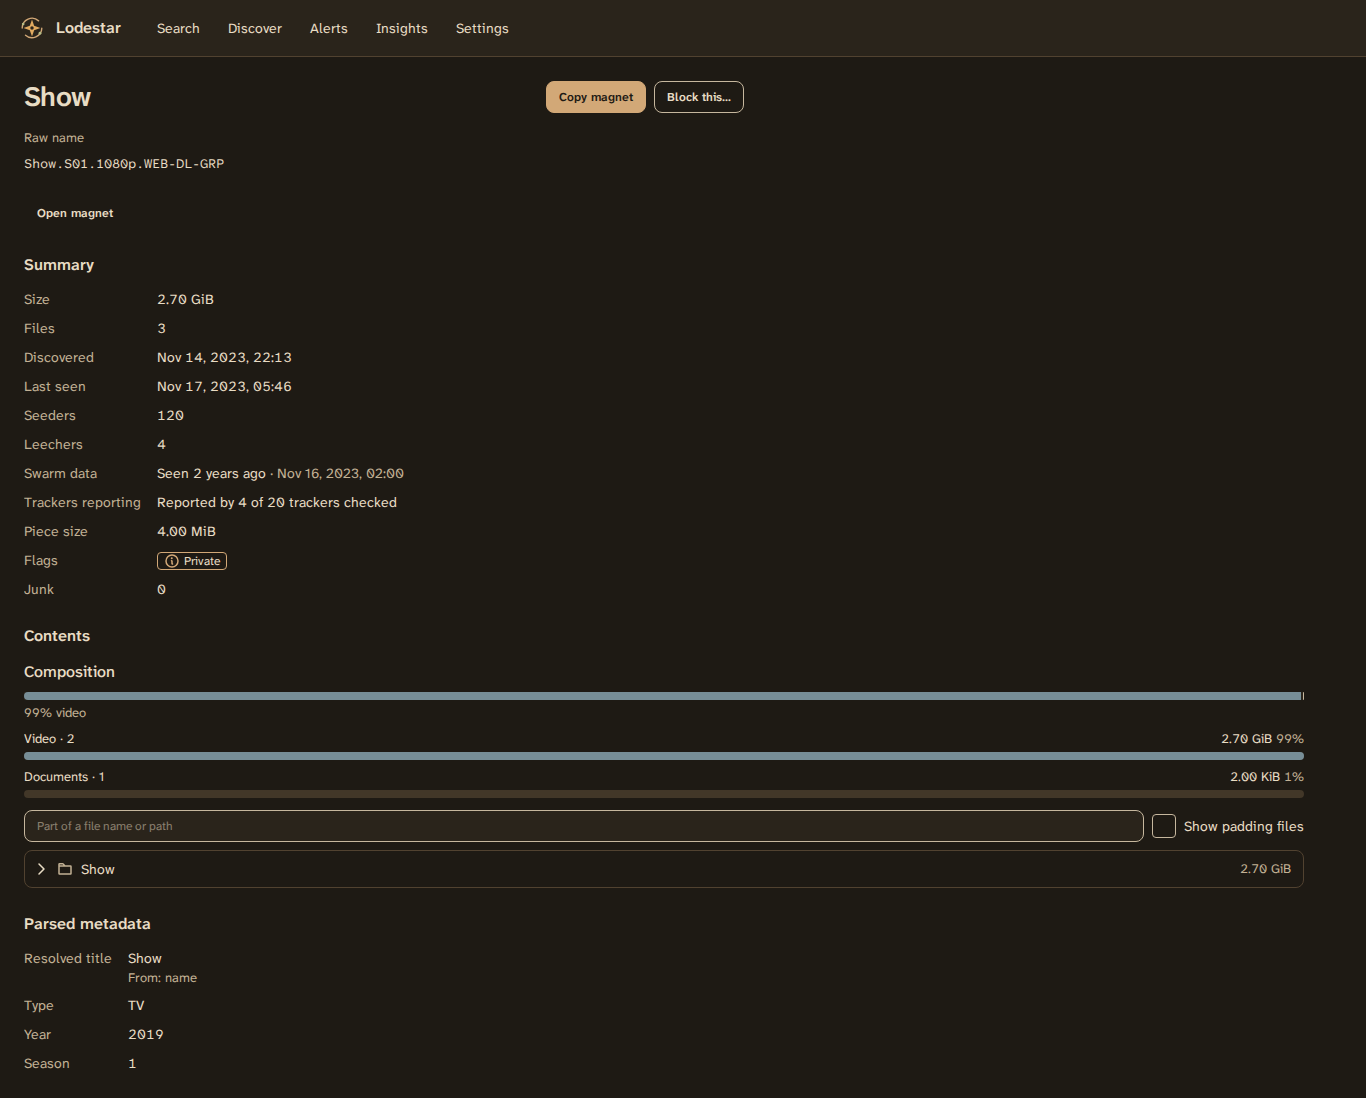 Lodestar Search Discover Alerts Insights Settings
Show Copy magnet Block this...
Raw name
Show.S01.1080p.WEB-DL-GRP
Open magnet
Summary
Size 2.70 GiB
Files 3
Discovered Nov 14, 2023, 22:13
Last seen Nov 17, 2023, 05:46
Seeders 120
Leechers 4
Swarm data Seen 2 years ago · Nov 16, 2023, 02:00
Trackers reporting Reported by 4 of 20 trackers checked
Piece size 4.00 MiB
Flags Private
Junk 0
Contents
Composition
99% video
Video · 2 2.70 GiB 99%
Documents · 1 2.00 KiB 1%
Part of a file name or path Show padding files
Show 2.70 GiB
Parsed metadata
Resolved title Show
From: name
Type TV
Year 2019
Season 1